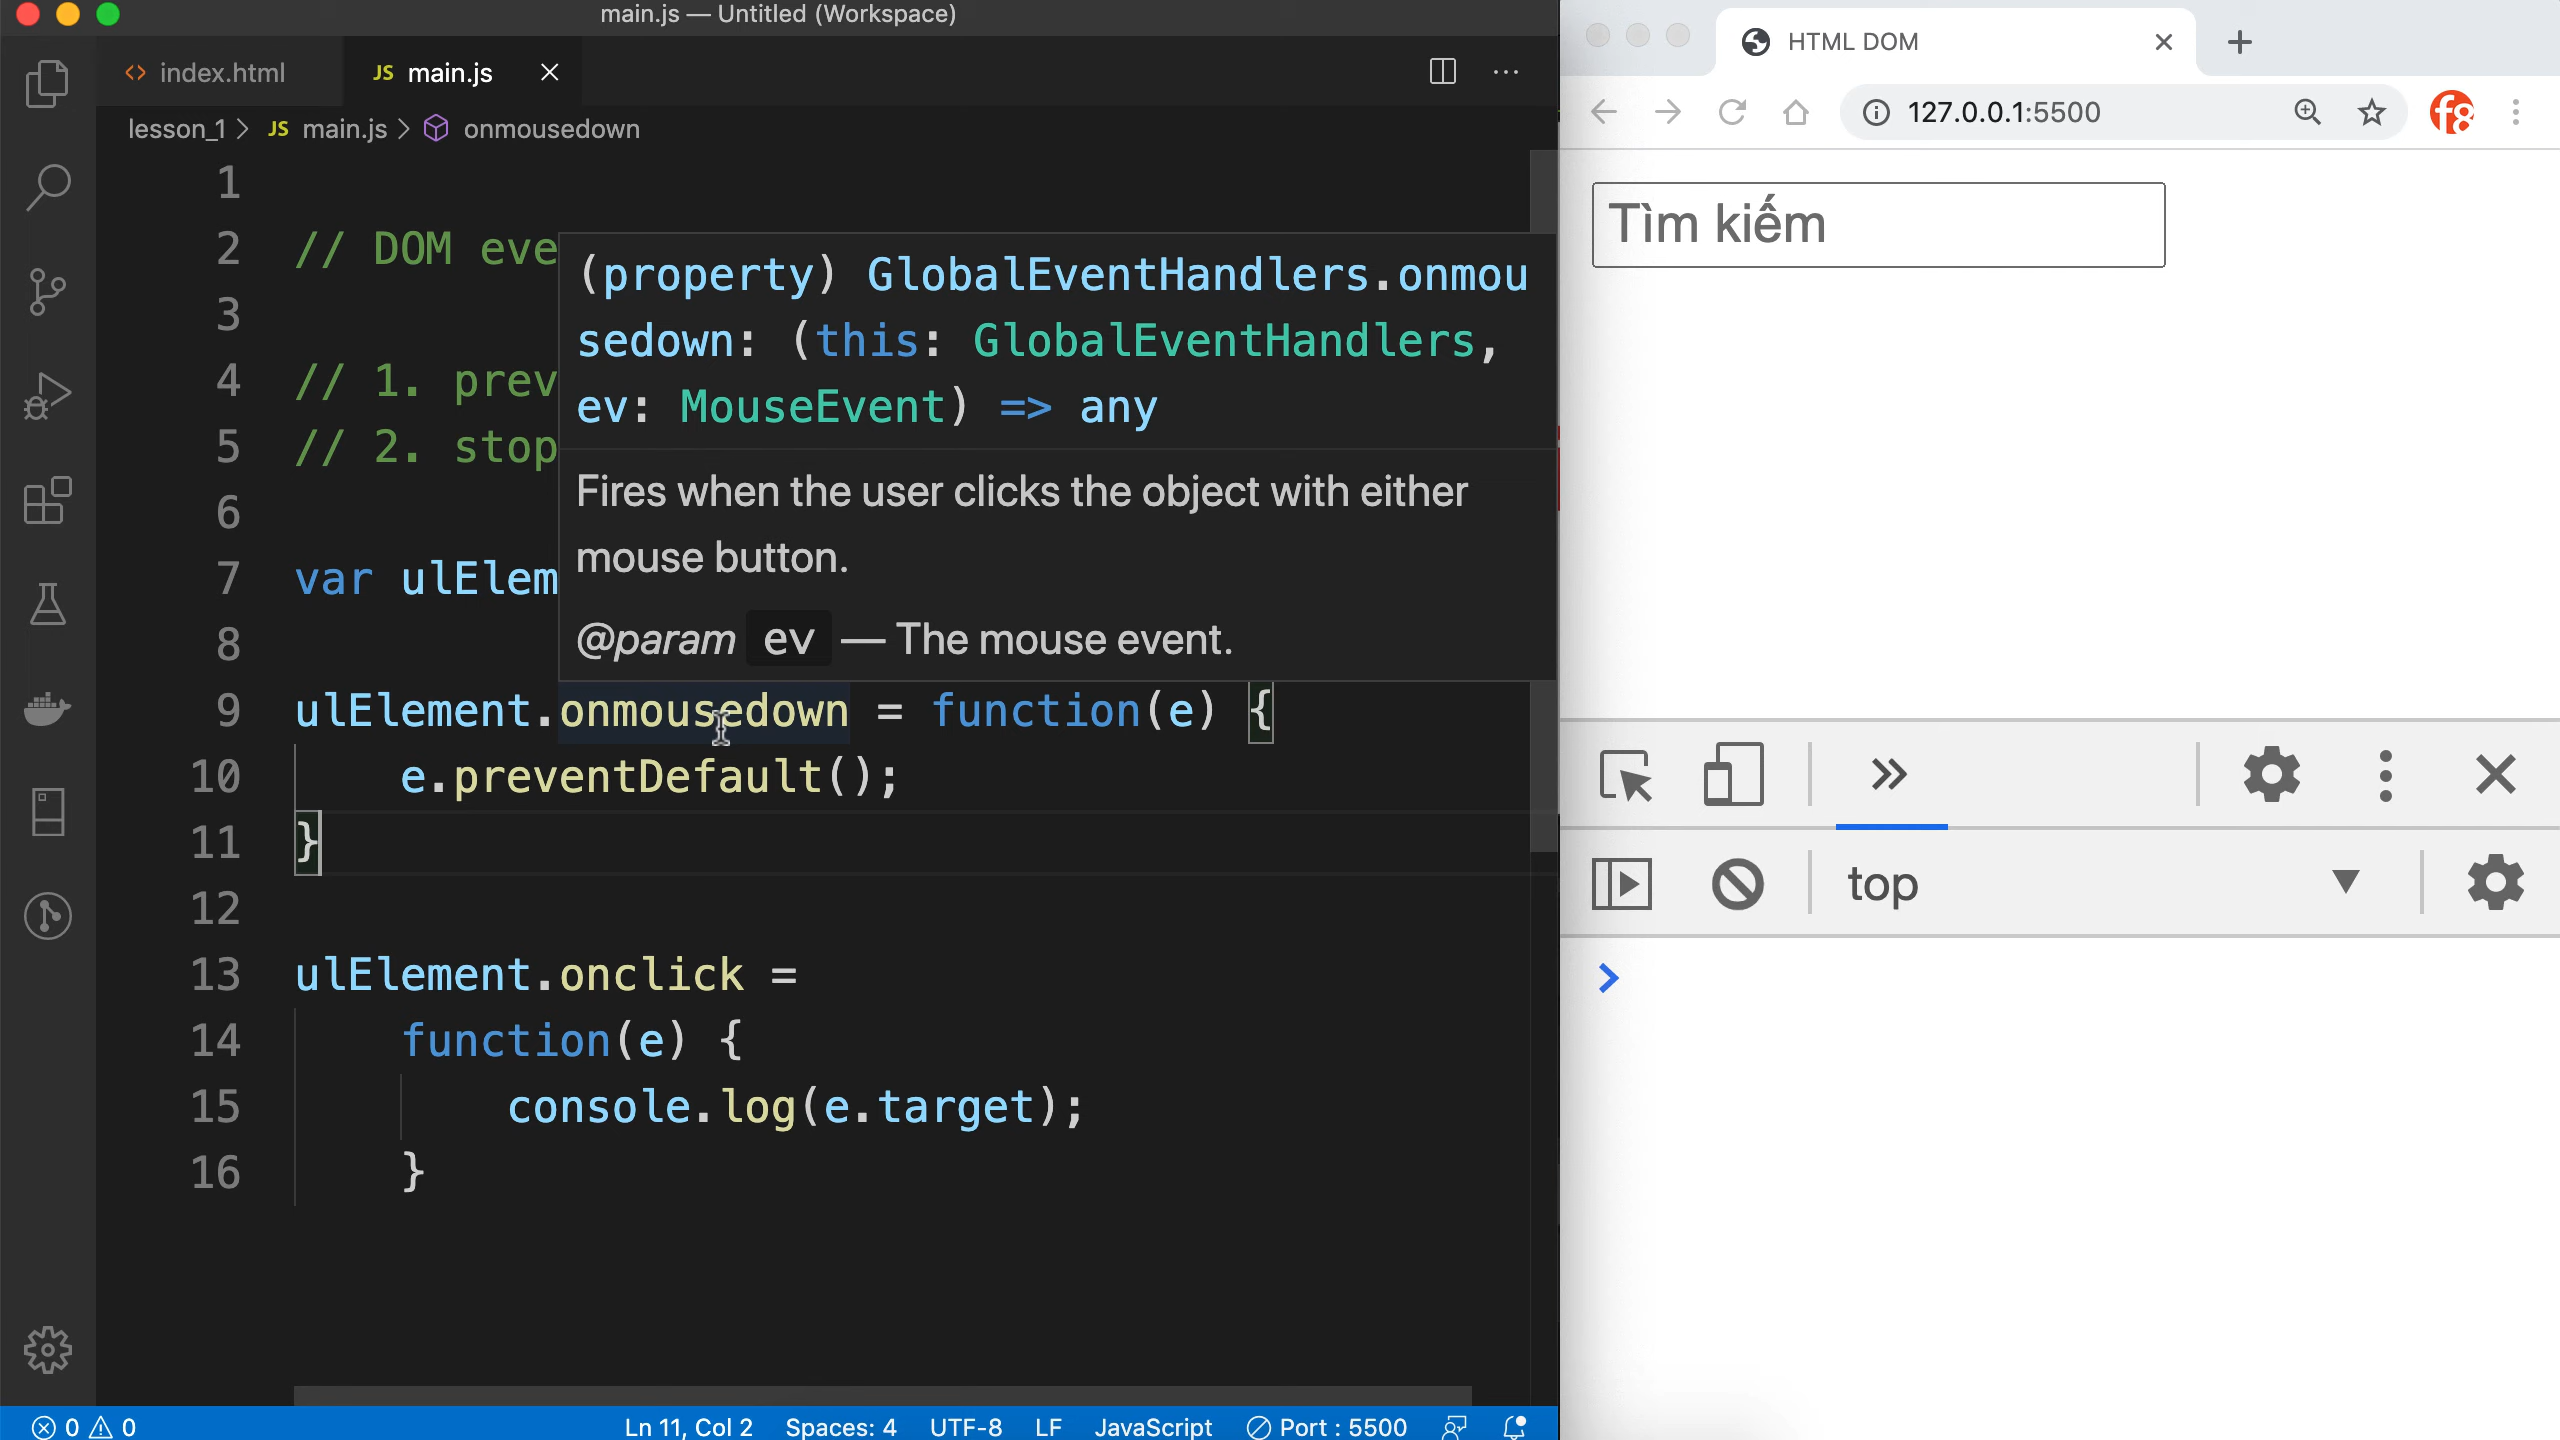 main.js — Untitled (Workspace)
index.html
JS main.js
lesson_1 > JS main.js > onmousedown
1
2 // DOM eve
3
4 // 1. prev
5 // 2. stop
6
7 var ulElem
8
(property) GlobalEventHandlers.onmou
sedown: (this: GlobalEventHandlers,
ev: MouseEvent) => any
Fires when the user clicks the object with either
mouse button.
@param ev — The mouse event.
9 ulElement.onmousedown = function(e) {
10 e.preventDefault();
11 }
12
13 ulElement.onclick =
14 function(e) {
15 console.log(e.target);
16 }
0 0 Ln 11, Col 2 Spaces: 4 UTF-8 LF JavaScript Port : 5500
HTML DOM
127.0.0.1:5500
f8
Tìm kiếm
top